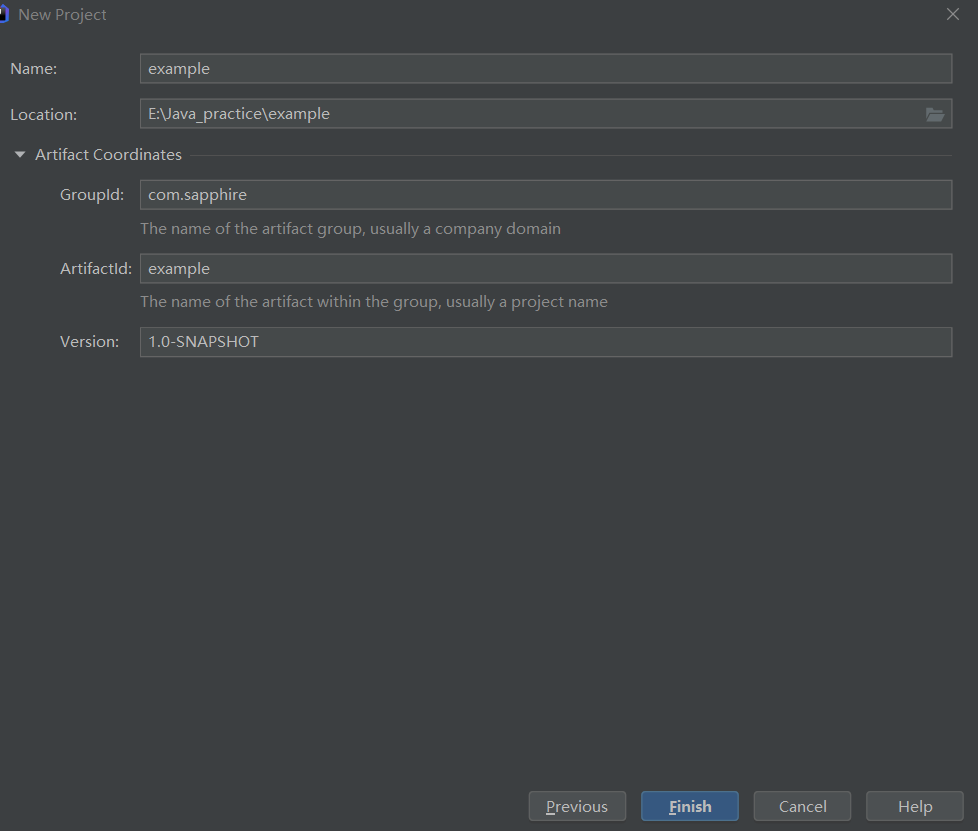 New Project
Name: example
Location: E:\Java_practice\example
Artifact Coordinates
GroupId: com.sapphire
The name of the artifact group, usually a company domain
ArtifactId: example
The name of the artifact within the group, usually a project name
Version: 1.0-SNAPSHOT
Previous Finish Cancel Help